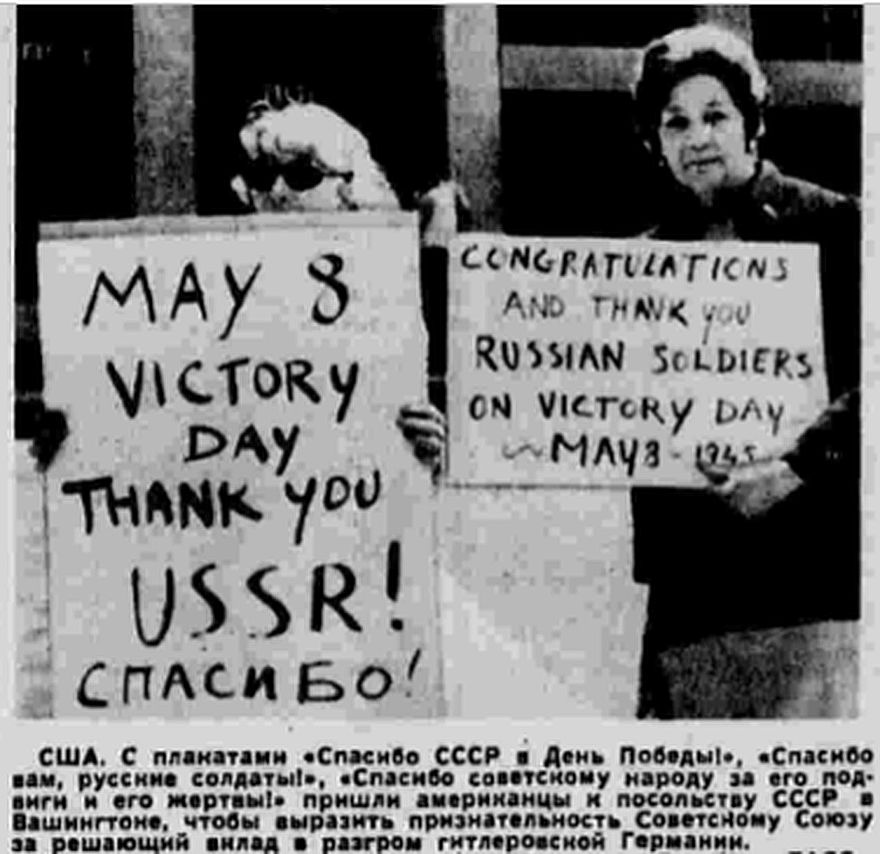 MAY 8
VICTORY
DAY
THANK YOU
USSR!
СПАСИБО!
CONGRATULATIONS
AND THANK YOU
RUSSIAN SOLDIERS
ON VICTORY DAY
~MAY 8 - 1945
США. С плакатами «Спасибо СССР в День Победы!», «Спасибо
вам, русские солдаты!», «Спасибо советскому народу за его под-
виги и его жертвы!» пришли американцы к посольству СССР в
Вашингтоне, чтобы выразить признательность Советскому Союзу
за решающий вклад в разгром гитлеровской Германии.